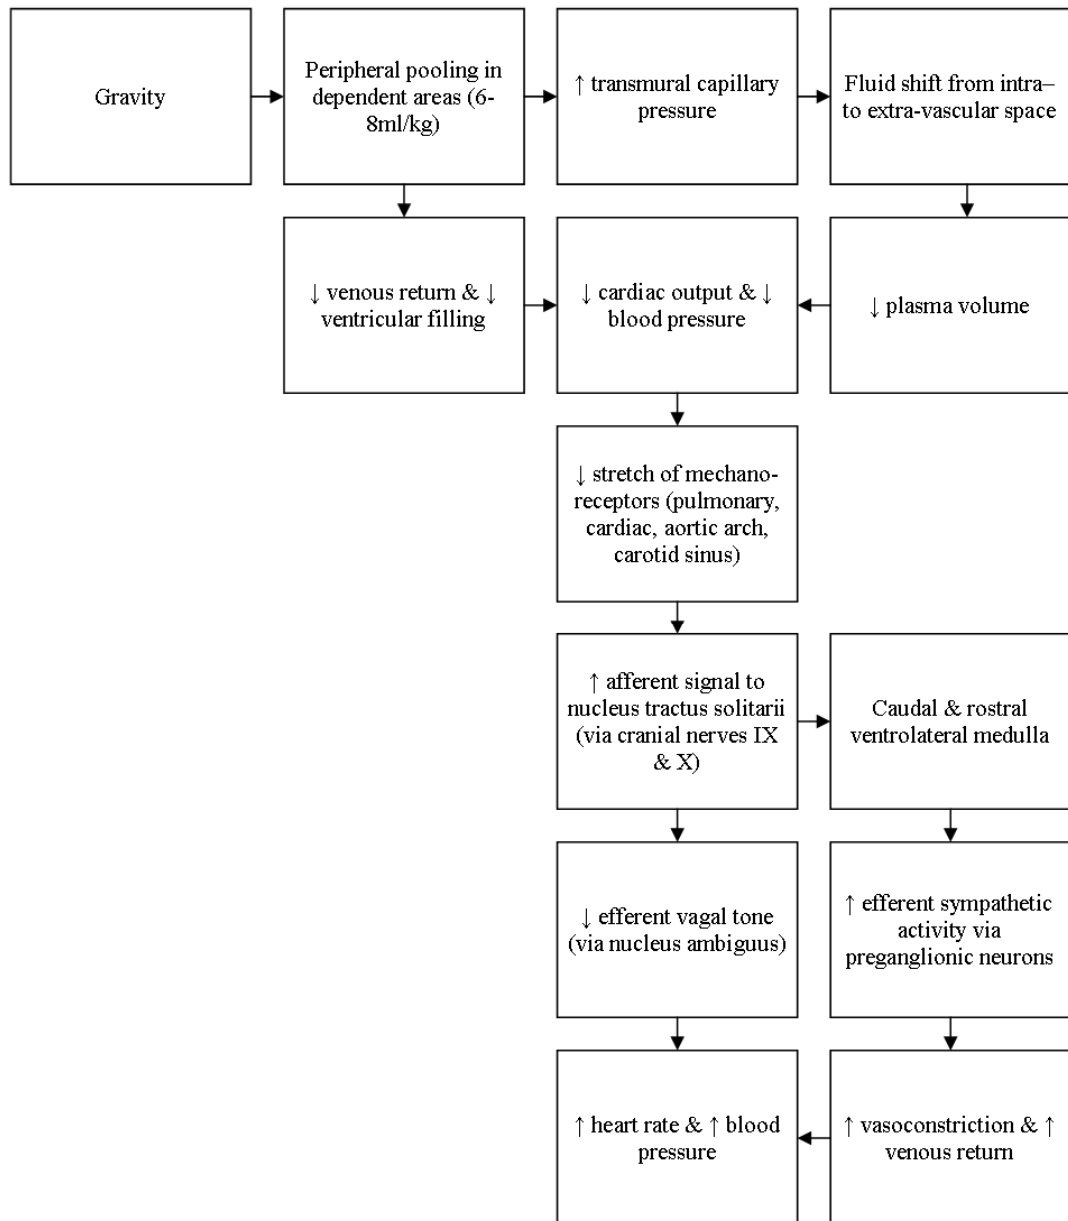 Gravity
Peripheral pooling in
dependent areas (6-
8ml/kg)
↑ transmural capillary
pressure
Fluid shift from intra–
to extra-vascular space
↓ venous return & ↓
ventricular filling
↓ cardiac output & ↓
blood pressure
↓ plasma volume
↓ stretch of mechano-
receptors (pulmonary,
cardiac, aortic arch,
carotid sinus)
↑ afferent signal to
nucleus tractus solitarii
(via cranial nerves IX
& X)
Caudal & rostral
ventrolateral medulla
↓ efferent vagal tone
(via nucleus ambiguus)
↑ efferent sympathetic
activity via
preganglionic neurons
↑ heart rate & ↑ blood
pressure
↑ vasoconstriction & ↑
venous return